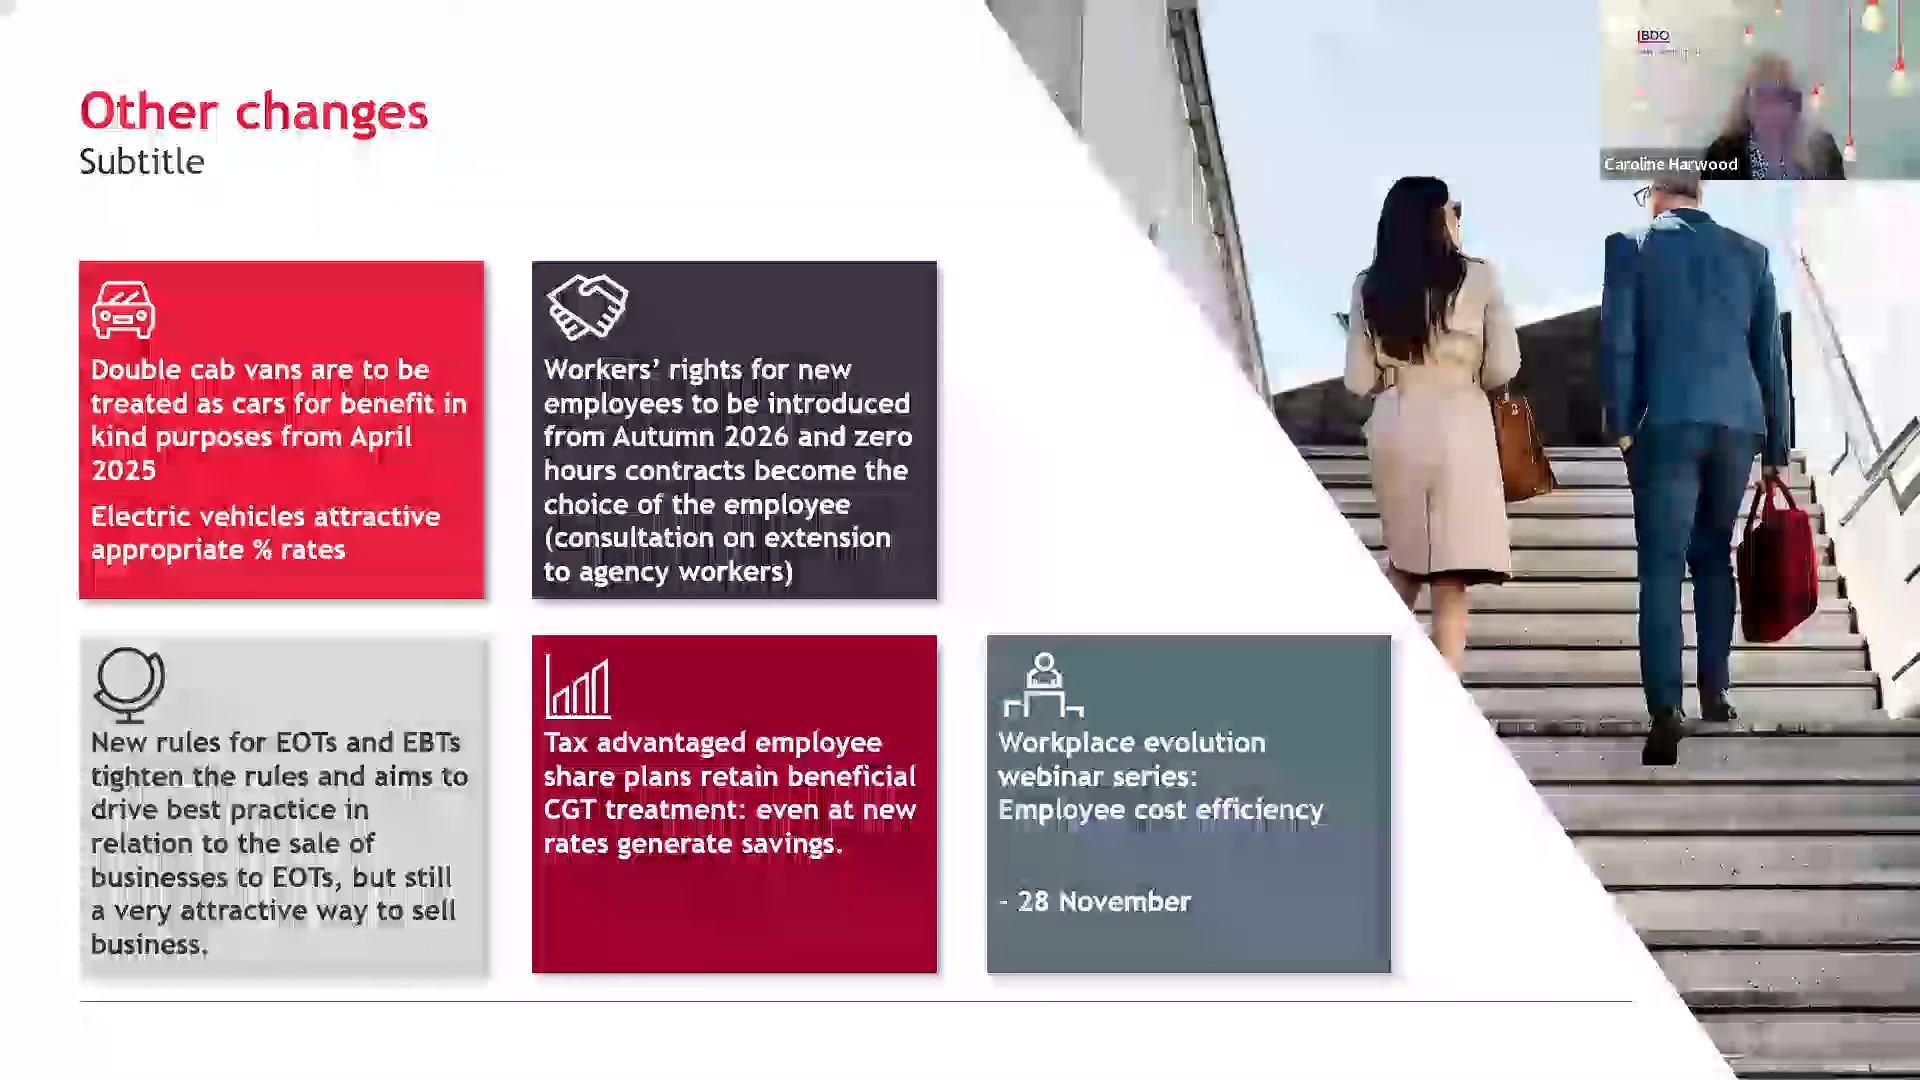 Other changes
Subtitle
BDO
Caroline Harwood
Double cab vans are to be
treated as cars for benefit in
kind purposes from April
2025
Electric vehicles attractive
appropriate % rates
Workers’ rights for new
employees to be introduced
from Autumn 2026 and zero
hours contracts become the
choice of the employee
(consultation on extension
to agency workers)
New rules for EOTs and EBTs
tighten the rules and aims to
drive best practice in
relation to the sale of
businesses to EOTs, but still
a very attractive way to sell
business.
Tax advantaged employee
share plans retain beneficial
CGT treatment: even at new
rates generate savings.
Workplace evolution
webinar series:
Employee cost efficiency
- 28 November